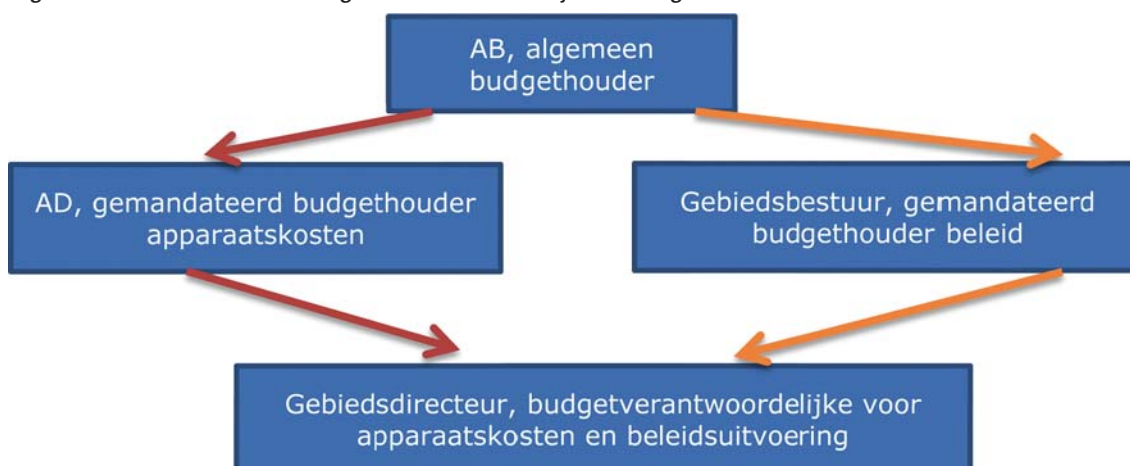 AB, algemeen
budgethouder
AD, gemandateerd budgethouder
apparaatskosten
Gebiedsbestuur, gemandateerd
budgethouder beleid
Gebiedsdirecteur, budgetverantwoordelijke voor
apparaatskosten en beleidsuitvoering